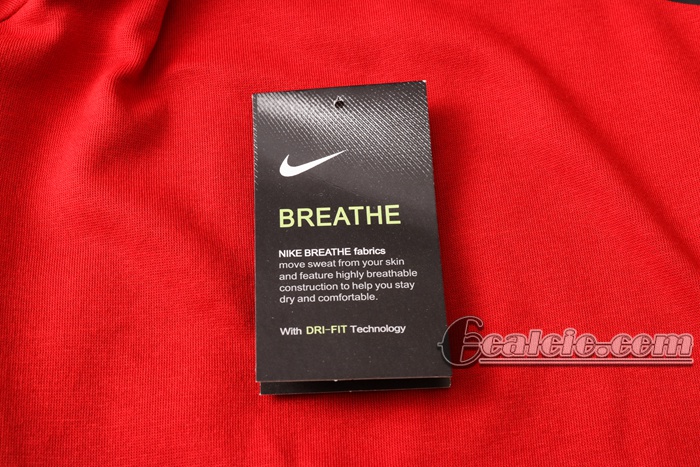 BREATHE
NIKE BREATHE fabrics
move sweat from your skin
and feature highly breathable
construction to help you stay
dry and comfortable.
With DRI-FIT Technology
6calcio.com